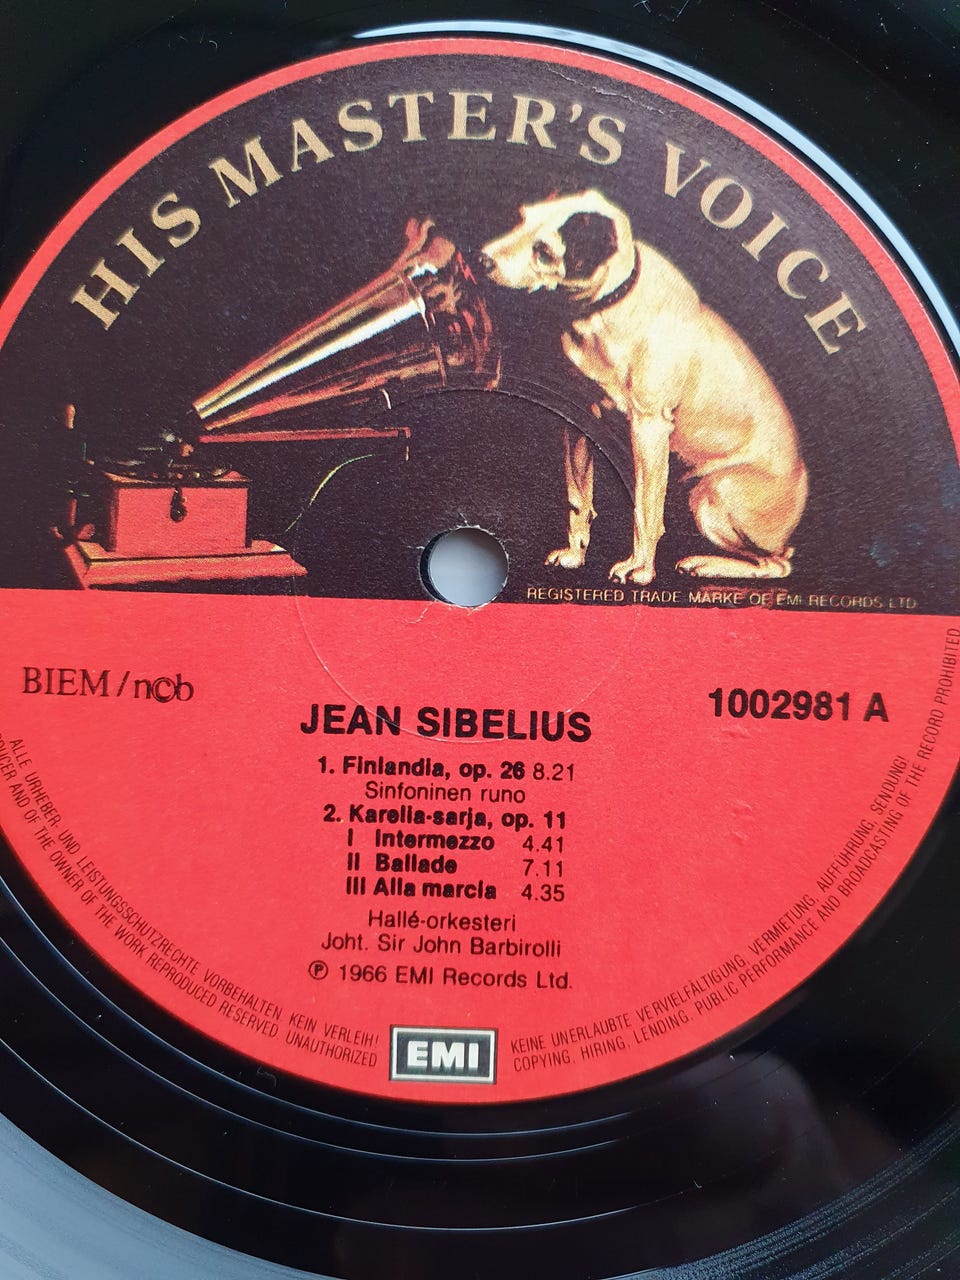 HIS MASTER'S VOICE
REGISTERED TRADE MARKE OF EMI RECORDS LTD
BIEM/ncb
1002981 A
JEAN SIBELIUS
1. Finlandia, op. 26 8.21
Sinfoninen runo
2. Karelia-sarja, op. 11
I Intermezzo 4.41
II Ballade 7.11
III Alla marcia 4.35
Hallé-orkesteri
Joht. Sir John Barbirolli
℗ 1966 EMI Records Ltd.
ALLE URHEBER- UND LEISTUNGSSCHUTZRECHTE VORBEHALTEN KEIN VERLEIH! KEINE UNERLAUBTE VERVIELFÄLTIGUNG, VERMIETUNG, AUFFÜHRUNG, SENDUNG!
AND OF THE OWNER OF THE WORK REPRODUCED RESERVED UNAUTHORIZED COPYING, HIRING, LENDING, PUBLIC PERFORMANCE AND BROADCASTING OF THE RECORD PROHIBITED
EMI